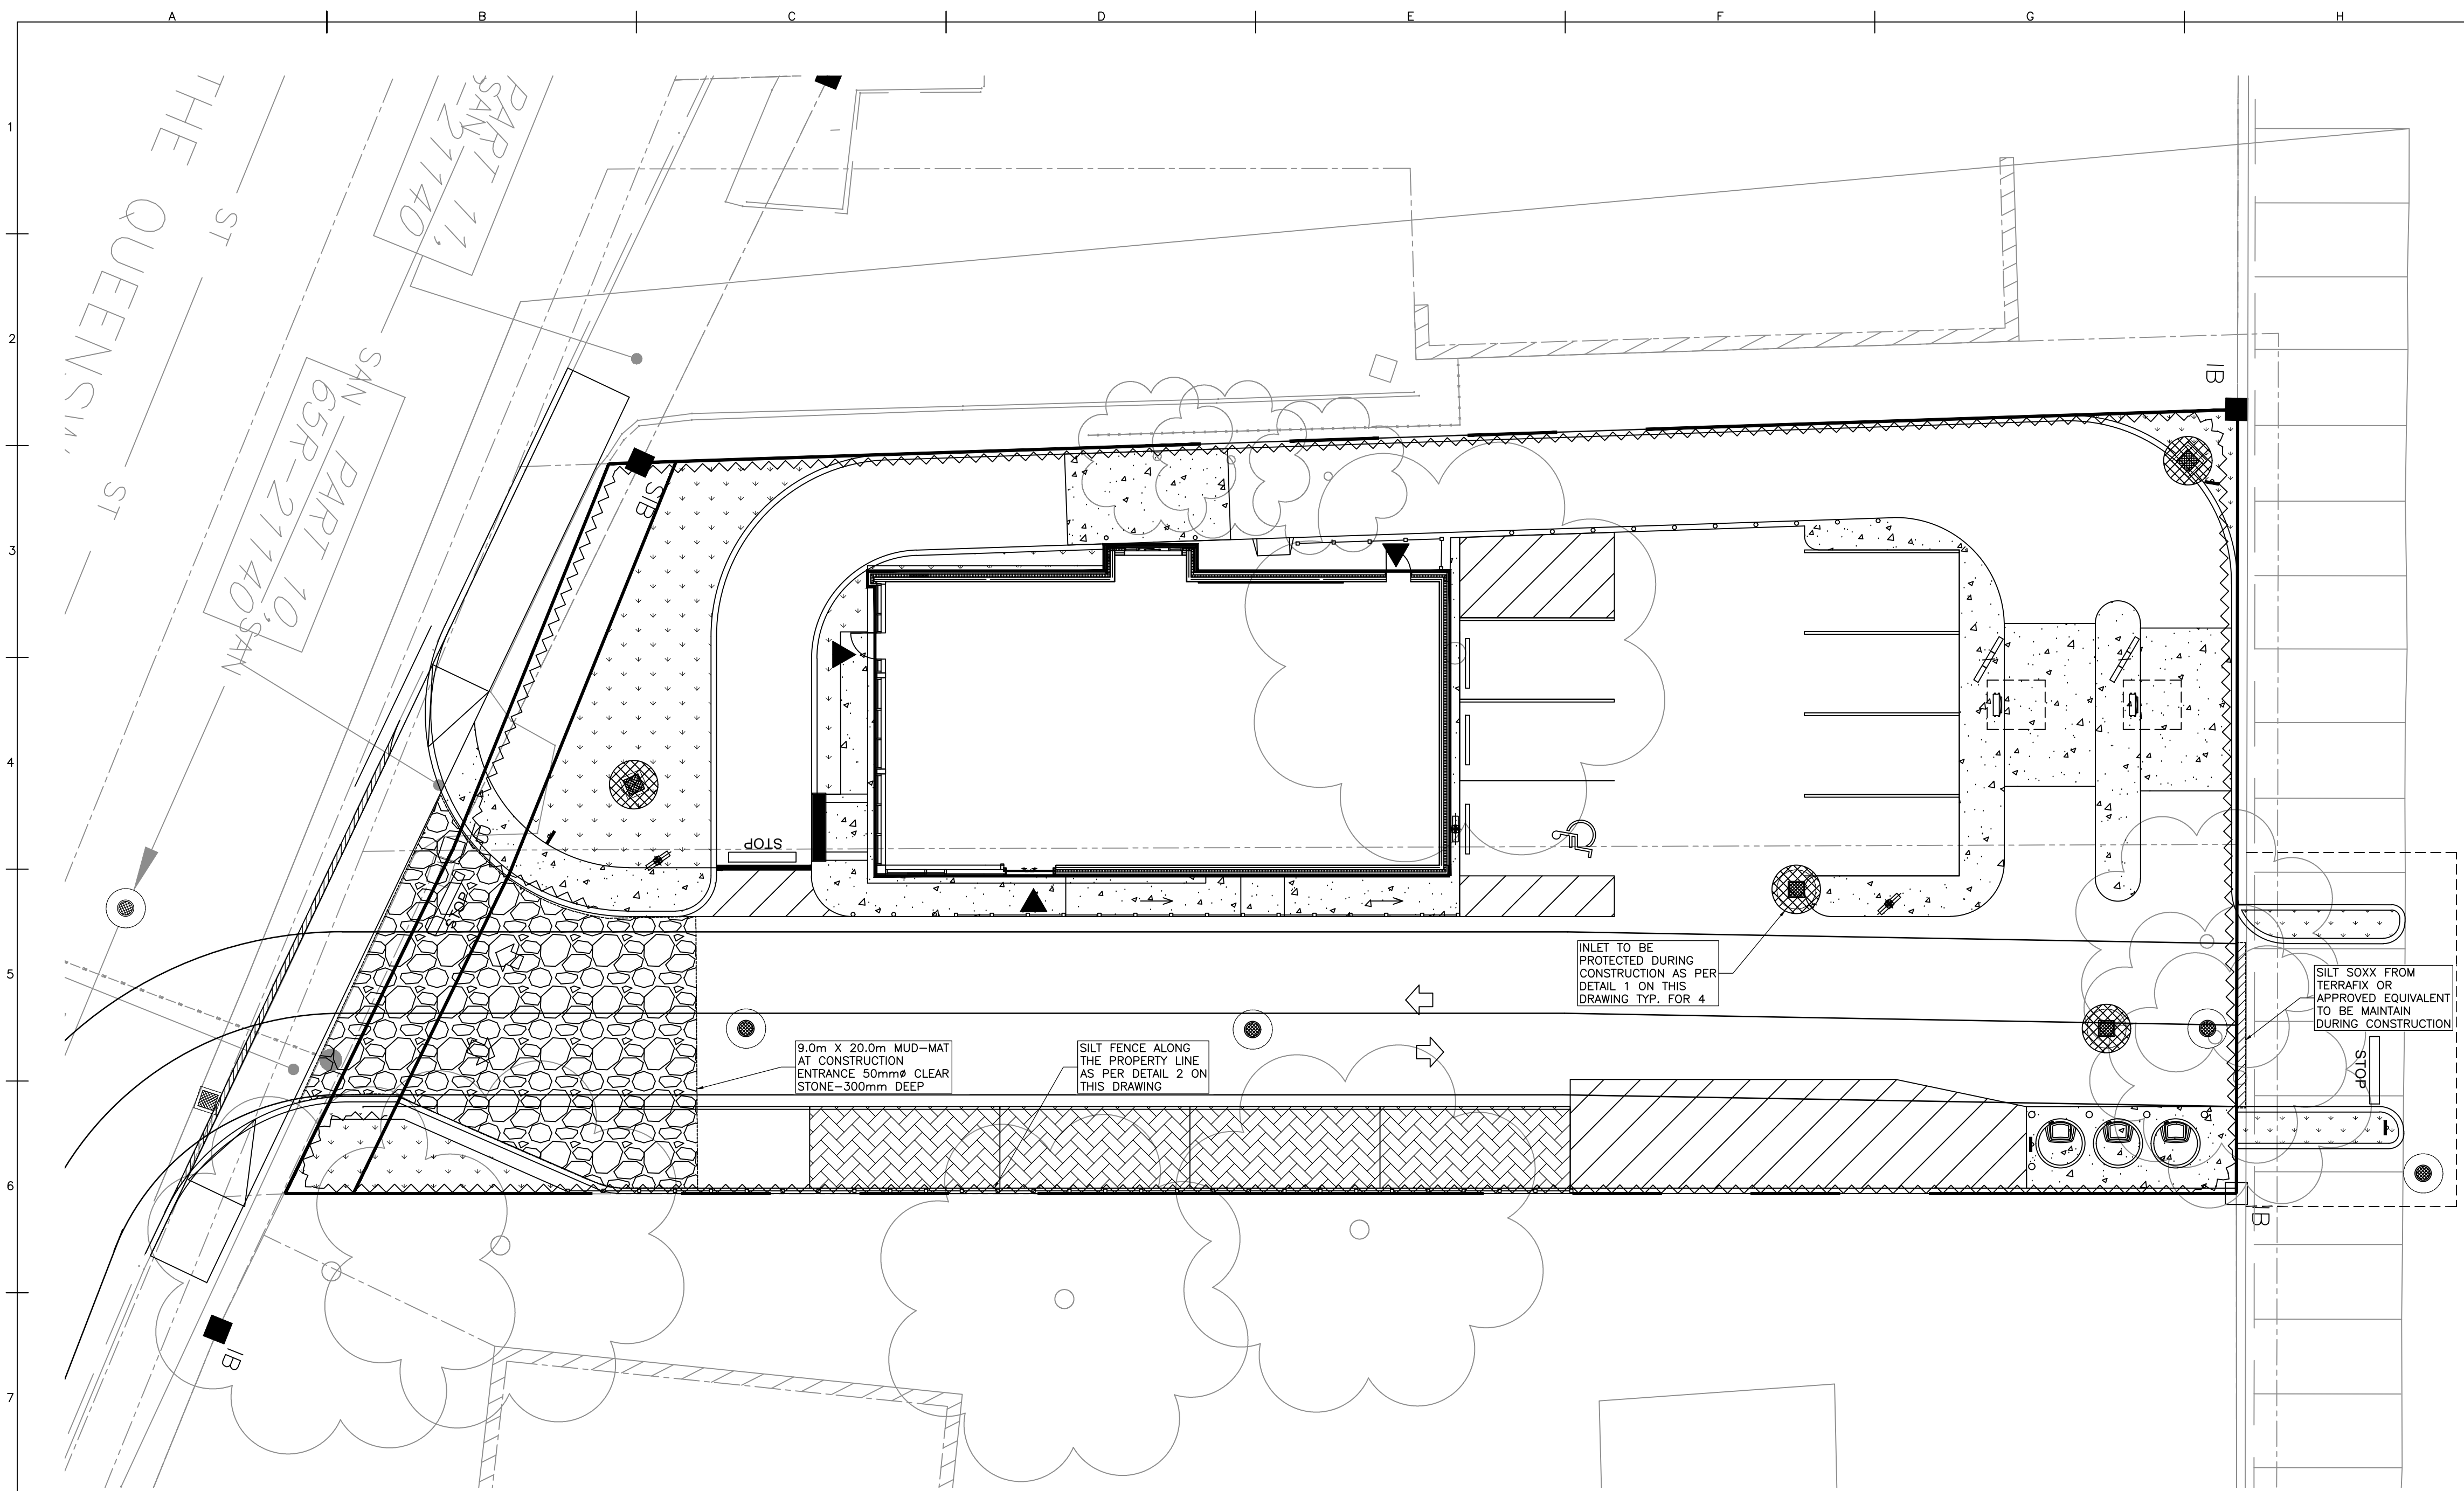 A
B
C
D
E
F
G
H
1
2
3
4
5
6
7
THE QUEENSW
ST
ST
PART 11,
21140
SAN
SAN
PART 10,
65R-21140
SAN
SIB
IB
IB
IB
IB
STOP
STOP
STOP
INLET TO BE
PROTECTED DURING
CONSTRUCTION AS PER
DETAIL 1 ON THIS
DRAWING TYP. FOR 4
SILT SOXX FROM
TERRAFIX OR
APPROVED EQUIVALENT
TO BE MAINTAIN
DURING CONSTRUCTION
9.0m X 20.0m MUD-MAT
AT CONSTRUCTION
ENTRANCE 50mmø CLEAR
STONE-300mm DEEP
SILT FENCE ALONG
THE PROPERTY LINE
AS PER DETAIL 2 ON
THIS DRAWING